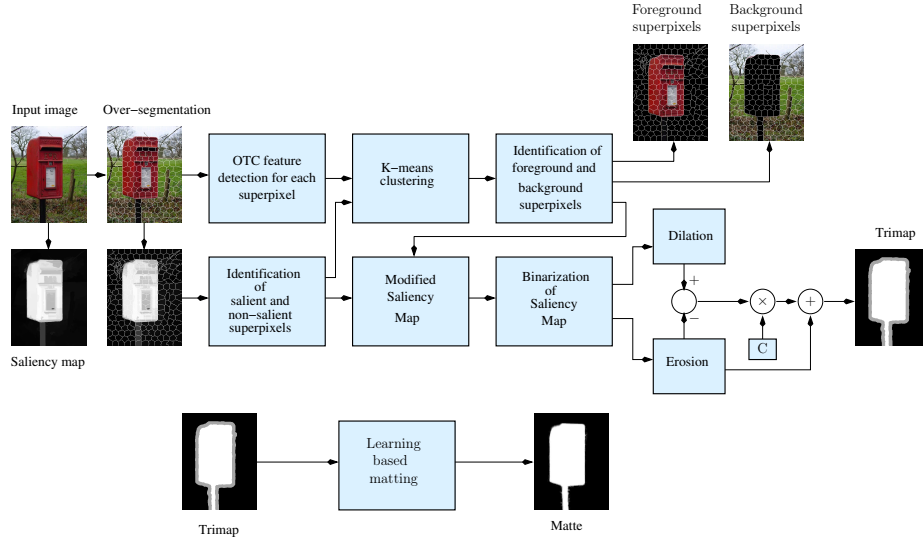 Foreground
superpixels
Background
superpixels
Input image
Over-segmentation
OTC feature
detection for each
superpixel
K-means
clustering
Identification of
foreground and
background
superpixels
Dilation
Trimap
Identification
of
salient and
non-salient
superpixels
Modified
Saliency
Map
Binarization
of
Saliency
Map
+
−
×
+
C
Erosion
Saliency map
Learning
based
matting
Trimap
Matte